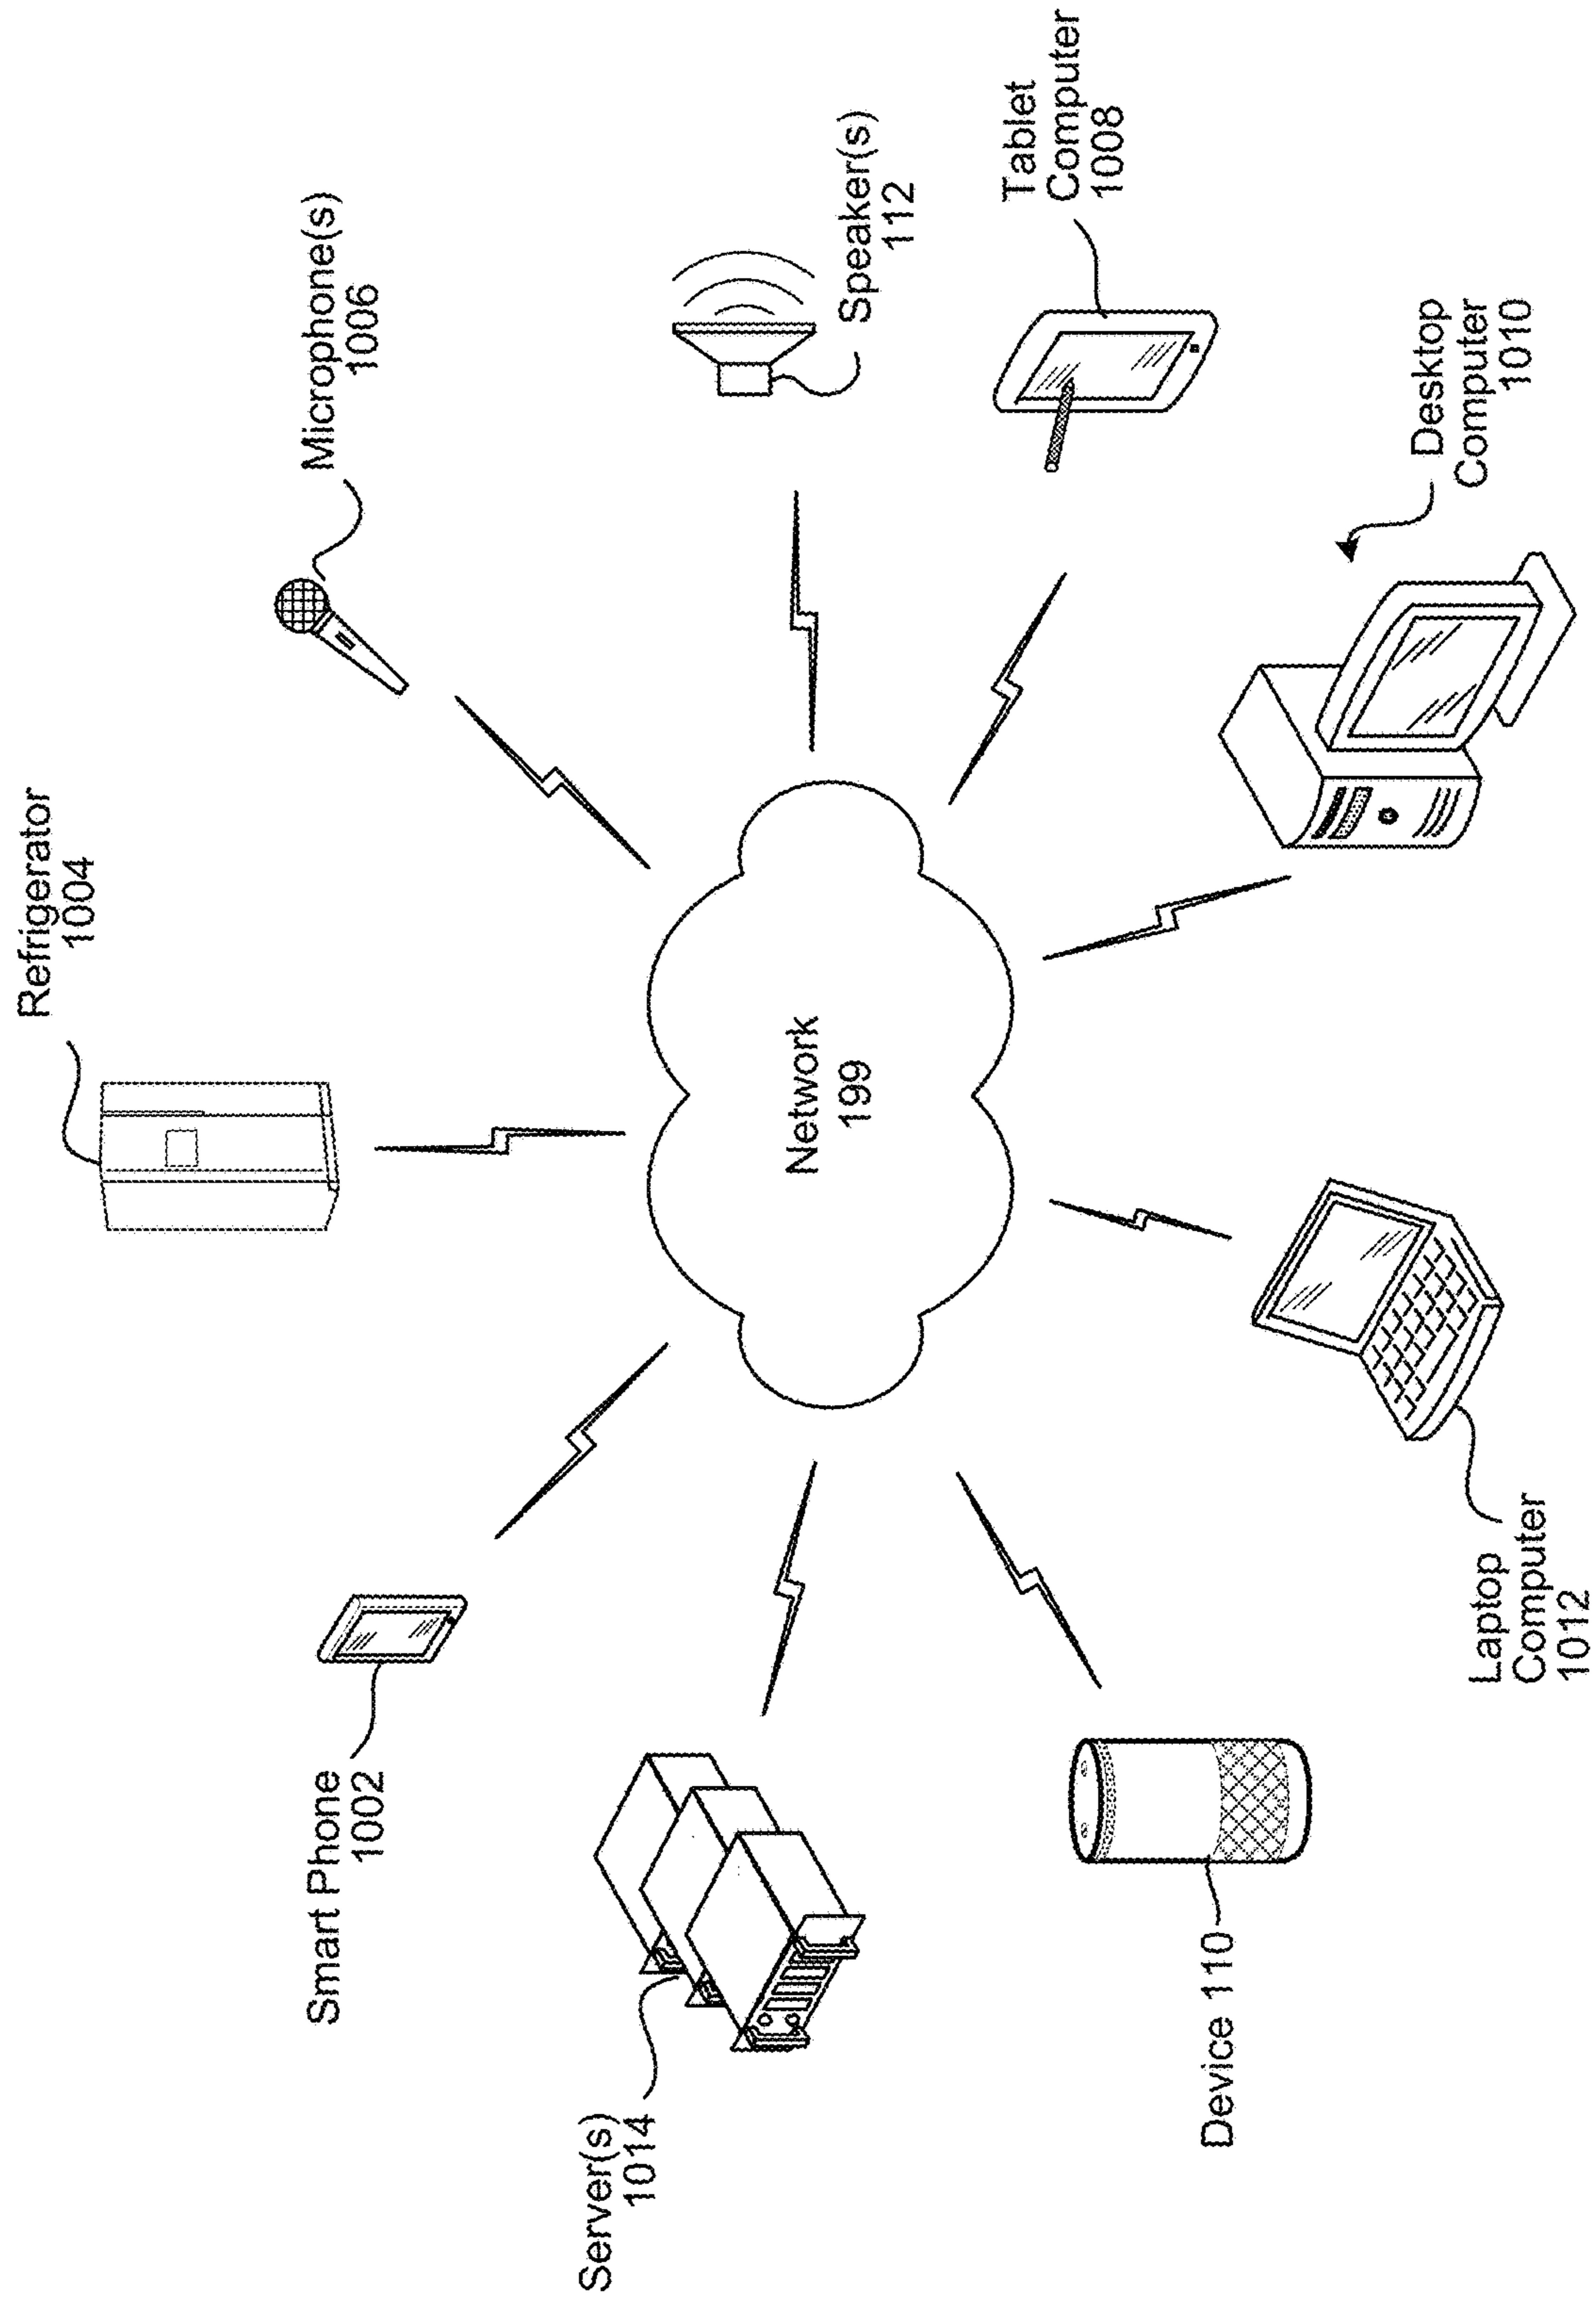 Refrigerator
1004
Smart Phone
1002
Microphone(s)
1006
Server(s)
1014
Network
199
Speaker(s)
112
Tablet
Computer
1008
Device 110
Desktop
Computer
1010
Laptop
Computer
1012